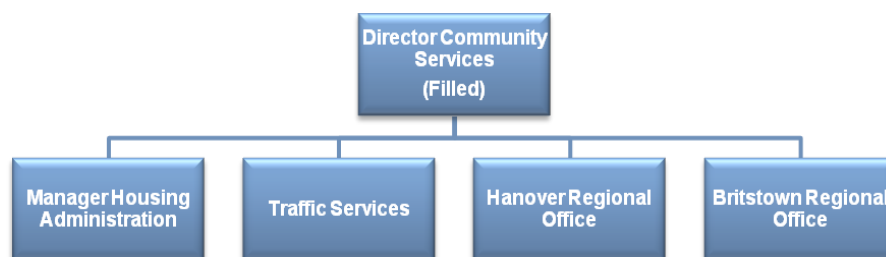 Director Community
Services
(Filled)
Manager Housing
Administration
Traffic Services
Hanover Regional
Office
Britstown Regional
Office